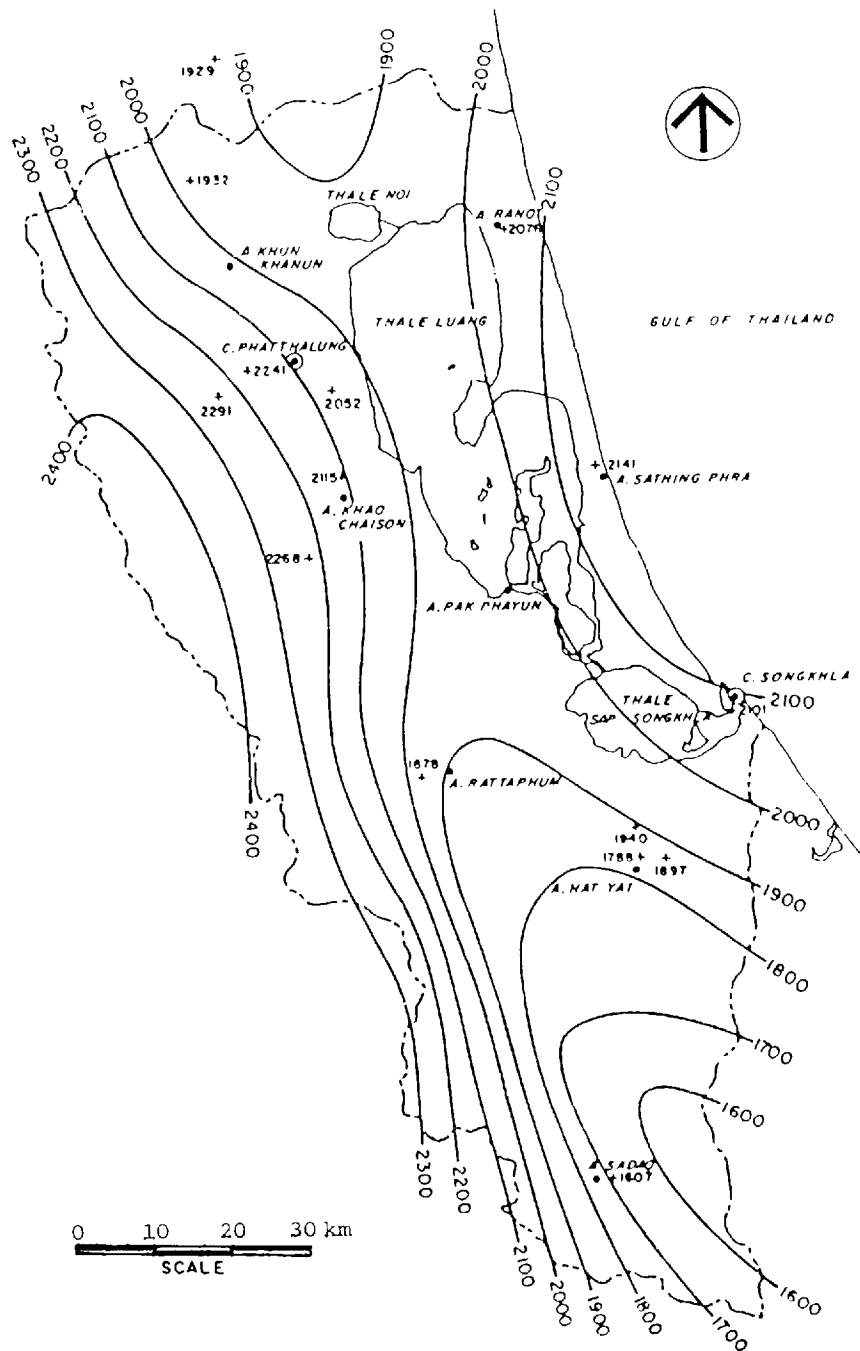 1929
1900
1900
2000
2000
2100
2200
2300
+1932
THALE NOI
2100
A. RANOT
A KHUN
KHANUN
THALE LUANG
GULF OF THAILAND
C. PHATTHALUNG
+2241
2052
2291
2400
2141
A. SATHING PHRA
2115
A. KHAO
CHAISON
2268+
A. PAK PHAYUN
C. SONGKHLA
2100
2101
THALE
SAP SONGKHLA
1878
A. RATTAPHUM
2400
2000
1940
1788+
1897
A. HAT YAI
1900
1800
1700
1600
A. SADAO
2300
2200
2100
2000
1900
1800
1700
1600
0 10 20 30 km
SCALE